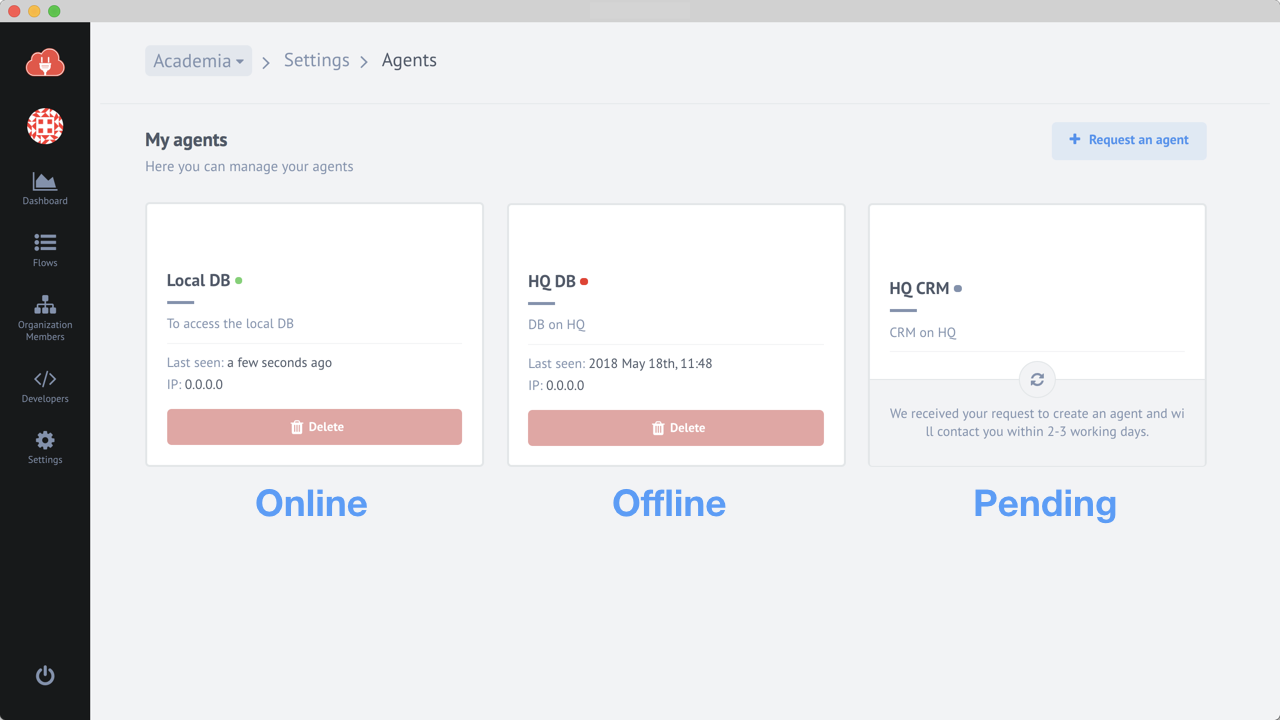 Academia
Settings
Agents
Dashboard
Flows
Organization
Members
Developers
Settings
My agents
Here you can manage your agents
Request an agent
Local DB
To access the local DB
Last seen: a few seconds ago
IP: 0.0.0.0
Delete
Online
HQ DB
DB on HQ
Last seen: 2018 May 18th, 11:48
IP: 0.0.0.0
Delete
Offline
HQ CRM
CRM on HQ
We received your request to create an agent and wi
ll contact you within 2-3 working days.
Pending